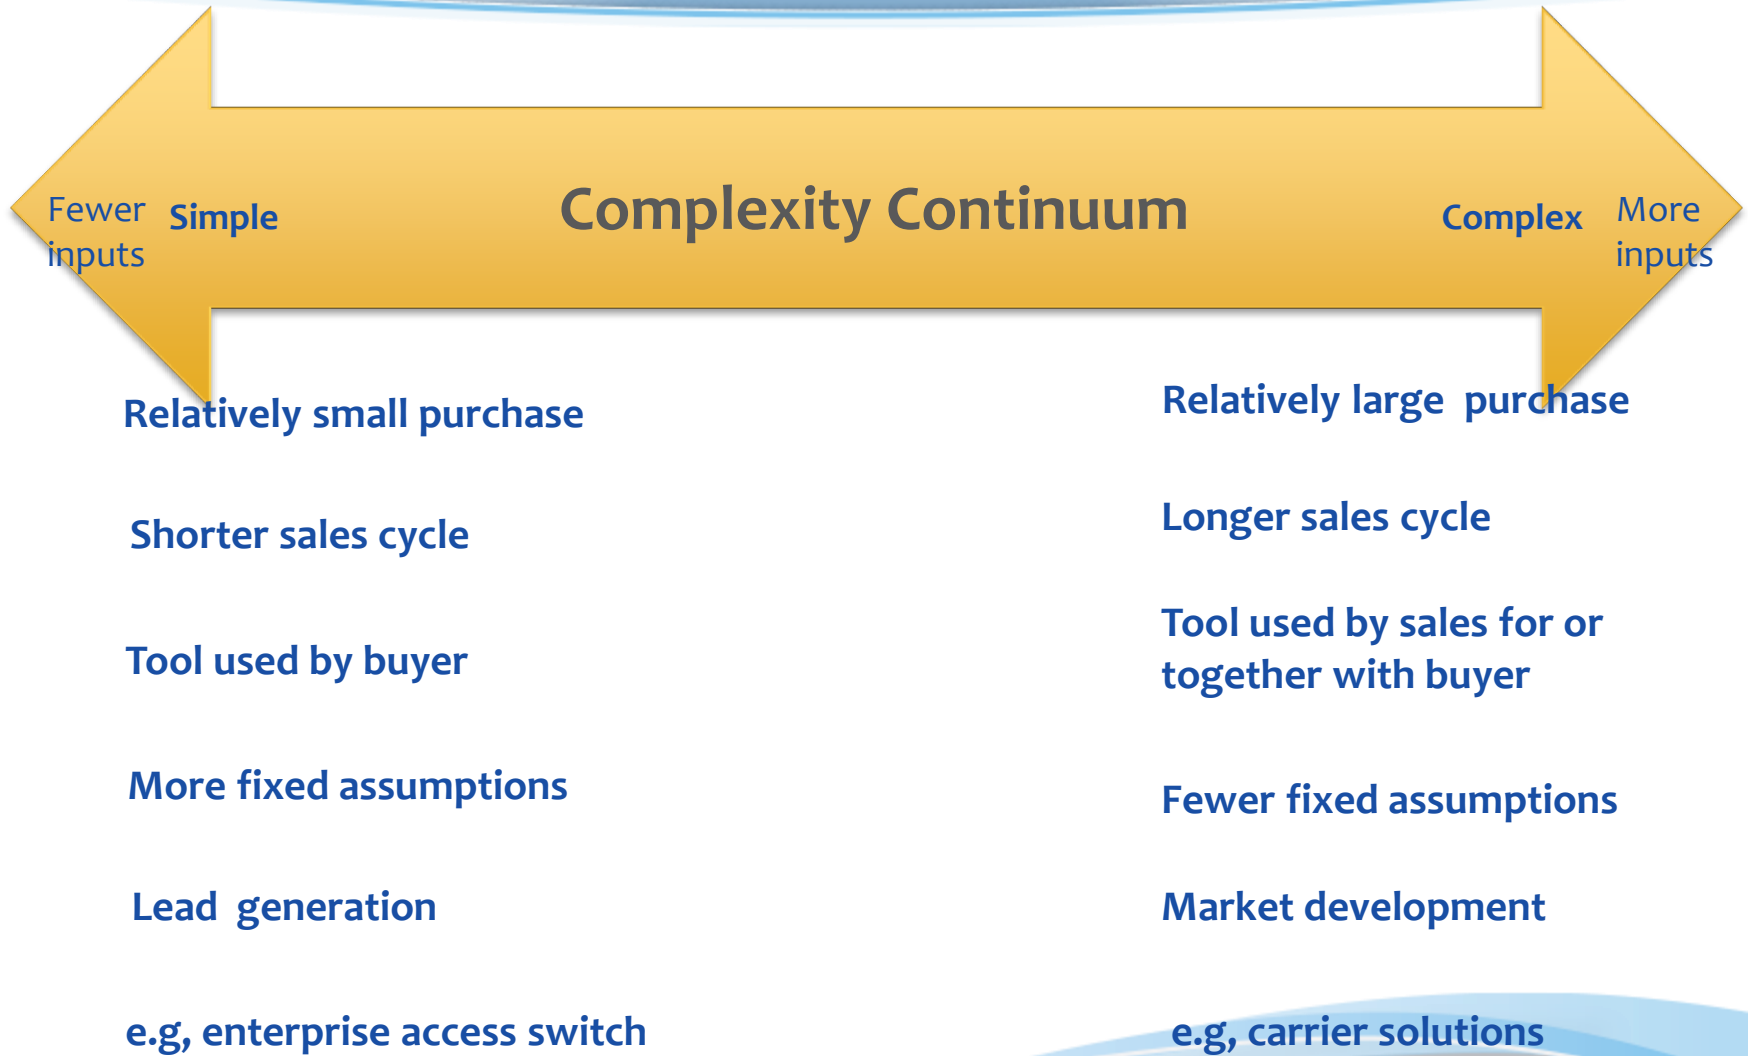 Fewer
inputs
Simple
Complexity Continuum
Complex
More
inputs
Relatively small purchase
Relatively large purchase
Shorter sales cycle
Longer sales cycle
Tool used by buyer
Tool used by sales for or
together with buyer
More fixed assumptions
Fewer fixed assumptions
Lead generation
Market development
e.g, enterprise access switch
e.g, carrier solutions